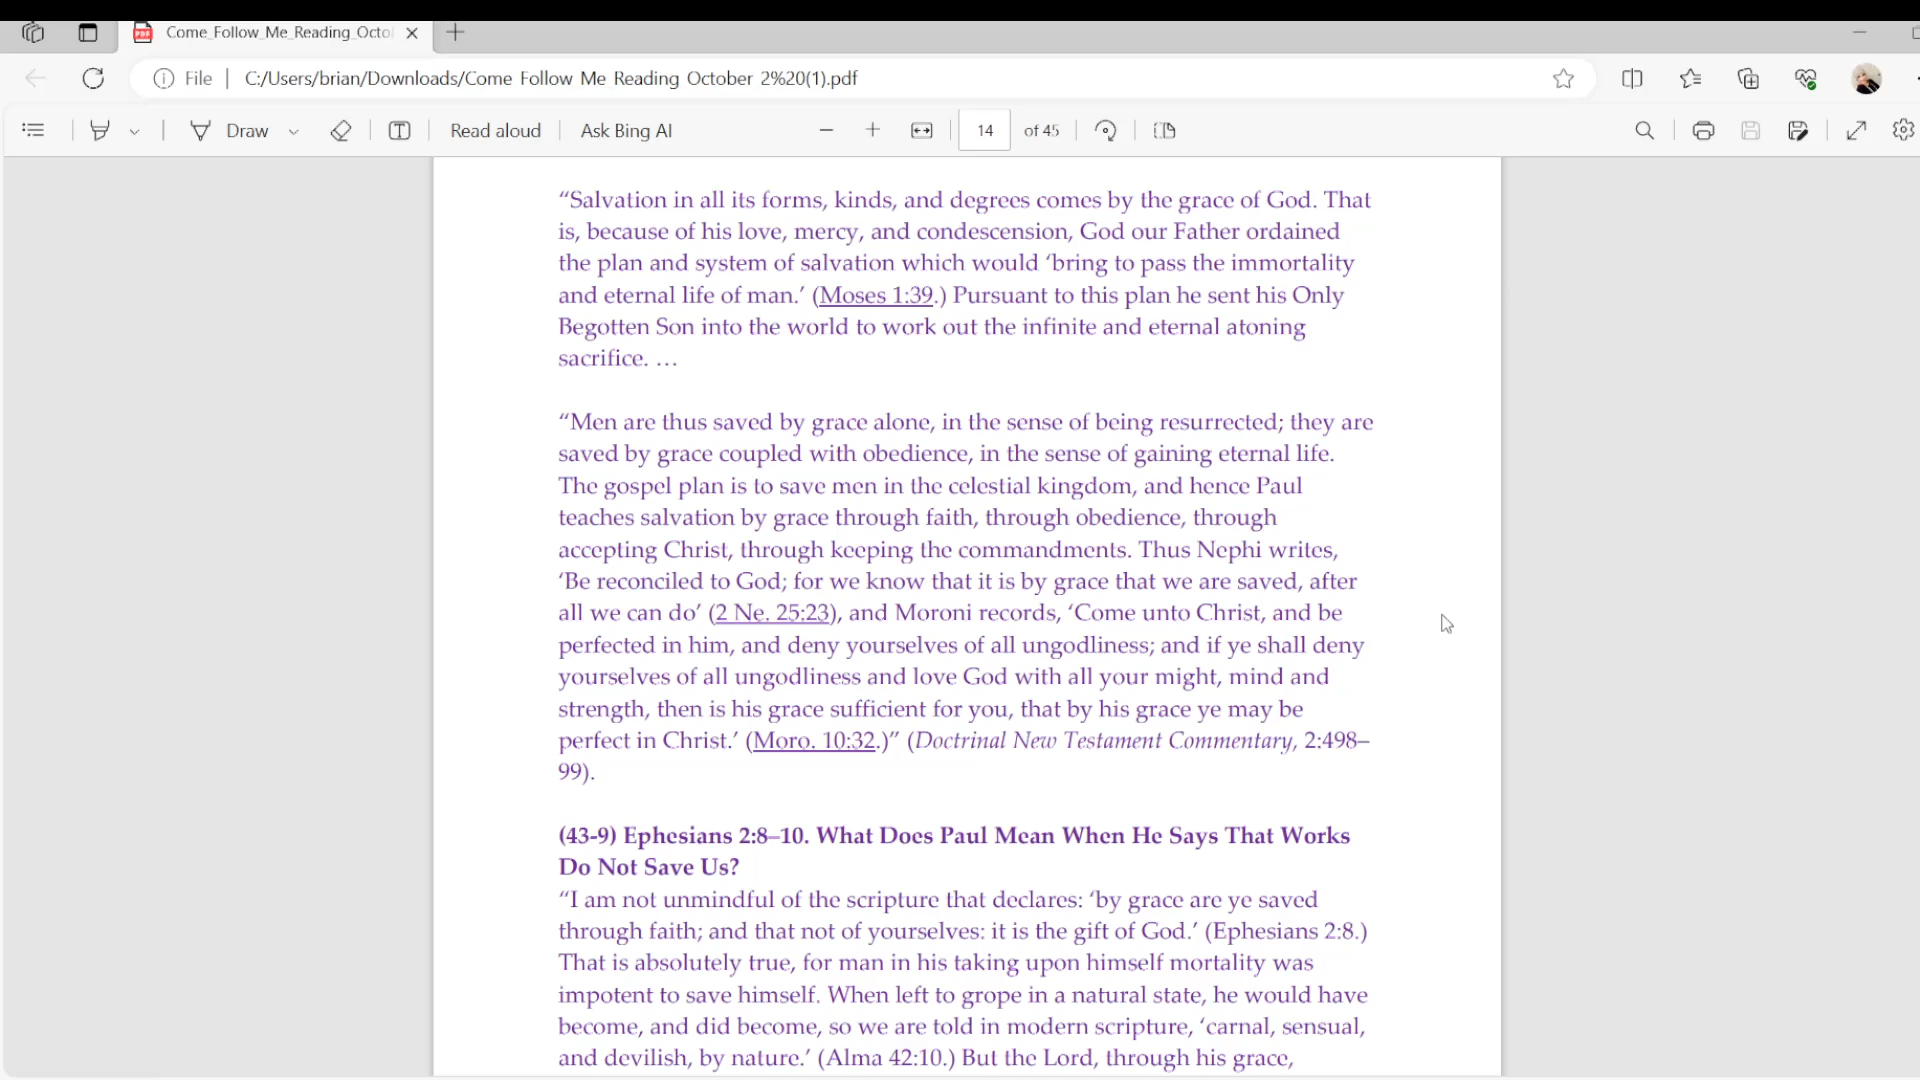 Come_Follow_Me_Reading_Octo
File | C:/Users/brian/Downloads/Come Follow Me Reading October 2%20(1).pdf
Draw Read aloud Ask Bing AI 14 of 45
“Salvation in all its forms, kinds, and degrees comes by the grace of God. That
is, because of his love, mercy, and condescension, God our Father ordained
the plan and system of salvation which would ‘bring to pass the immortality
and eternal life of man.’ (Moses 1:39.) Pursuant to this plan he sent his Only
Begotten Son into the world to work out the infinite and eternal atoning
sacrifice. …
“Men are thus saved by grace alone, in the sense of being resurrected; they are
saved by grace coupled with obedience, in the sense of gaining eternal life.
The gospel plan is to save men in the celestial kingdom, and hence Paul
teaches salvation by grace through faith, through obedience, through
accepting Christ, through keeping the commandments. Thus Nephi writes,
‘Be reconciled to God; for we know that it is by grace that we are saved, after
all we can do’ (2 Ne. 25:23), and Moroni records, ‘Come unto Christ, and be
perfected in him, and deny yourselves of all ungodliness; and if ye shall deny
yourselves of all ungodliness and love God with all your might, mind and
strength, then is his grace sufficient for you, that by his grace ye may be
perfect in Christ.’ (Moro. 10:32.)” (Doctrinal New Testament Commentary, 2:498–
99).
(43-9) Ephesians 2:8–10. What Does Paul Mean When He Says That Works
Do Not Save Us?
“I am not unmindful of the scripture that declares: ‘by grace are ye saved
through faith; and that not of yourselves: it is the gift of God.’ (Ephesians 2:8.)
That is absolutely true, for man in his taking upon himself mortality was
impotent to save himself. When left to grope in a natural state, he would have
become, and did become, so we are told in modern scripture, ‘carnal, sensual,
and devilish, by nature.’ (Alma 42:10.) But the Lord, through his grace,